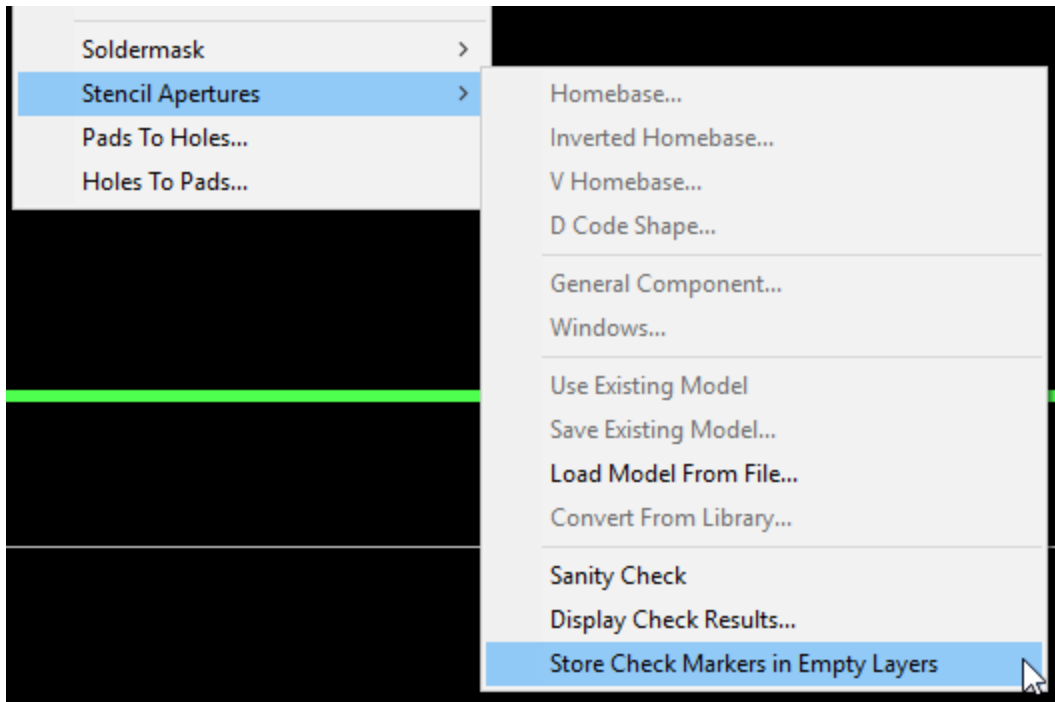 Soldermask
Stencil Apertures
Pads To Holes...
Holes To Pads...
Homebase...
Inverted Homebase...
V Homebase...
D Code Shape...
General Component...
Windows...
Use Existing Model
Save Existing Model...
Load Model From File...
Convert From Library...
Sanity Check
Display Check Results...
Store Check Markers in Empty Layers